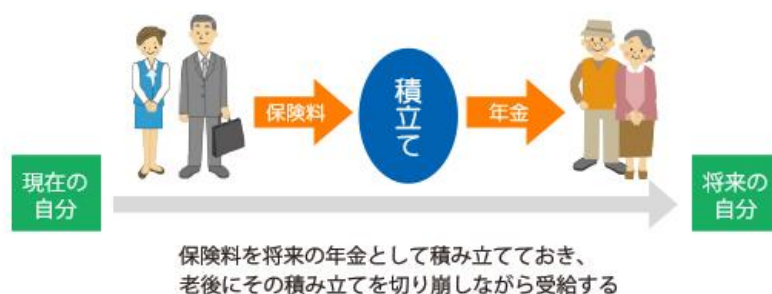 保険料
積立て
年金
現在の
自分
将来の
自分
保険料を将来の年金として積み立てておき、
老後にその積み立てを切り崩しながら受給する